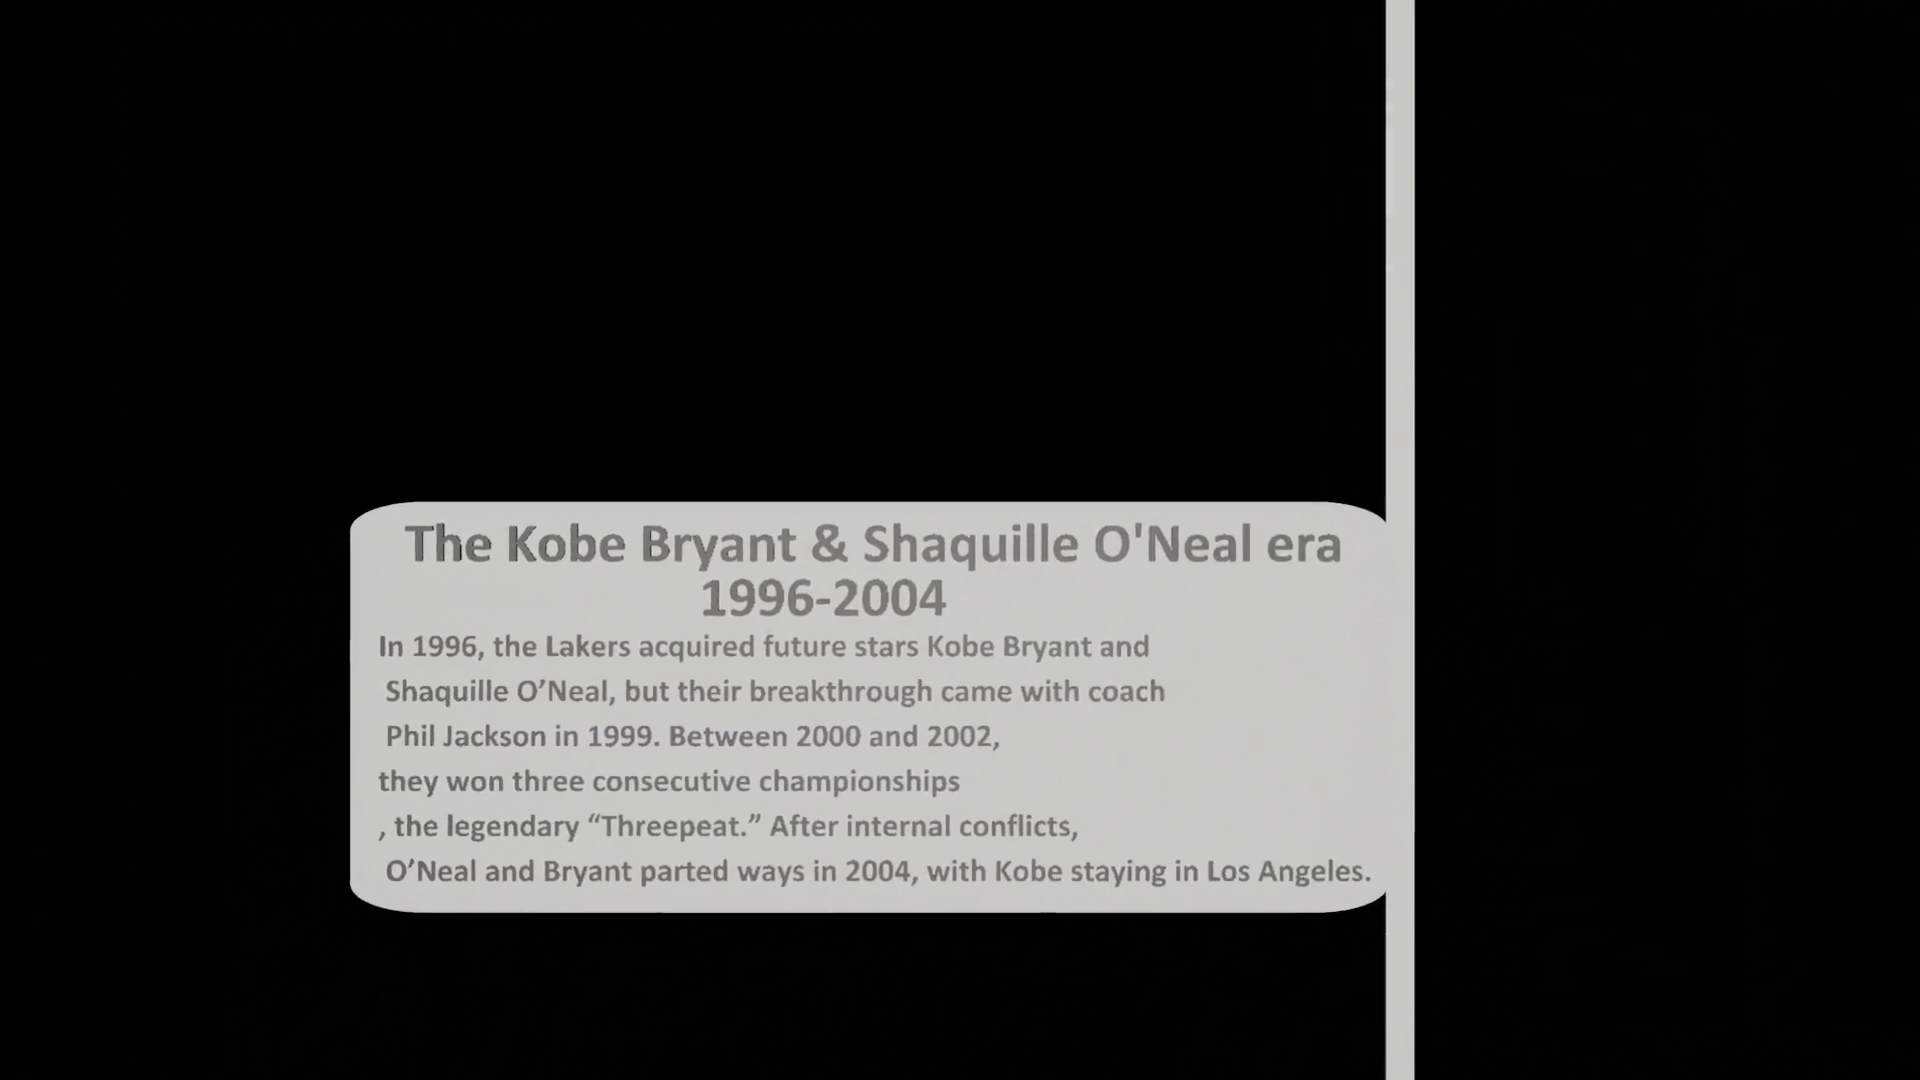 The Kobe Bryant & Shaquille O'Neal era
1996-2004
In 1996, the Lakers acquired future stars Kobe Bryant and
Shaquille O’Neal, but their breakthrough came with coach
Phil Jackson in 1999. Between 2000 and 2002,
they won three consecutive championships
, the legendary “Threepeat.” After internal conflicts,
O’Neal and Bryant parted ways in 2004, with Kobe staying in Los Angeles.